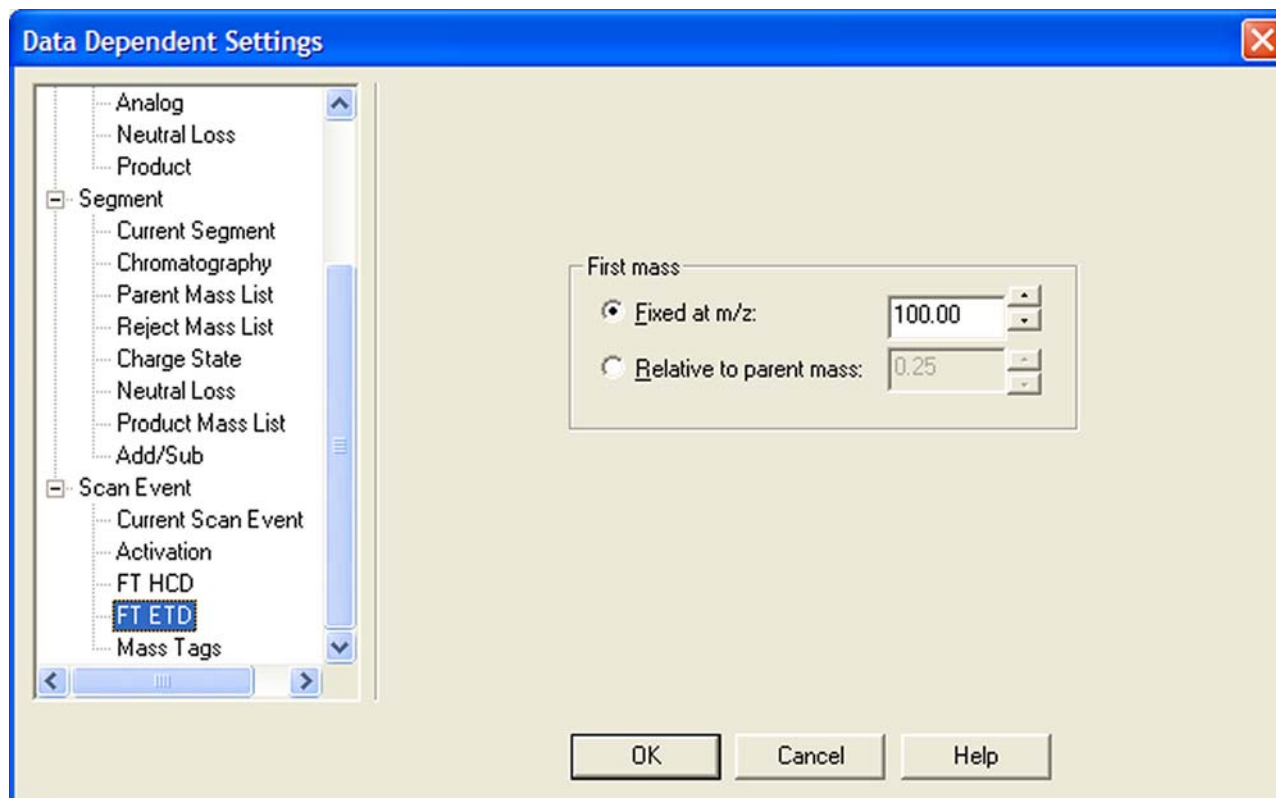 Data Dependent Settings
Analog
Neutral Loss
Product
Segment
Current Segment
Chromatography
Parent Mass List
Reject Mass List
Charge State
Neutral Loss
Product Mass List
Add/Sub
Scan Event
Current Scan Event
Activation
FT HCD
FT ETD
Mass Tags
First mass
Fixed at m/z: 100.00
Relative to parent mass: 0.25
OK Cancel Help